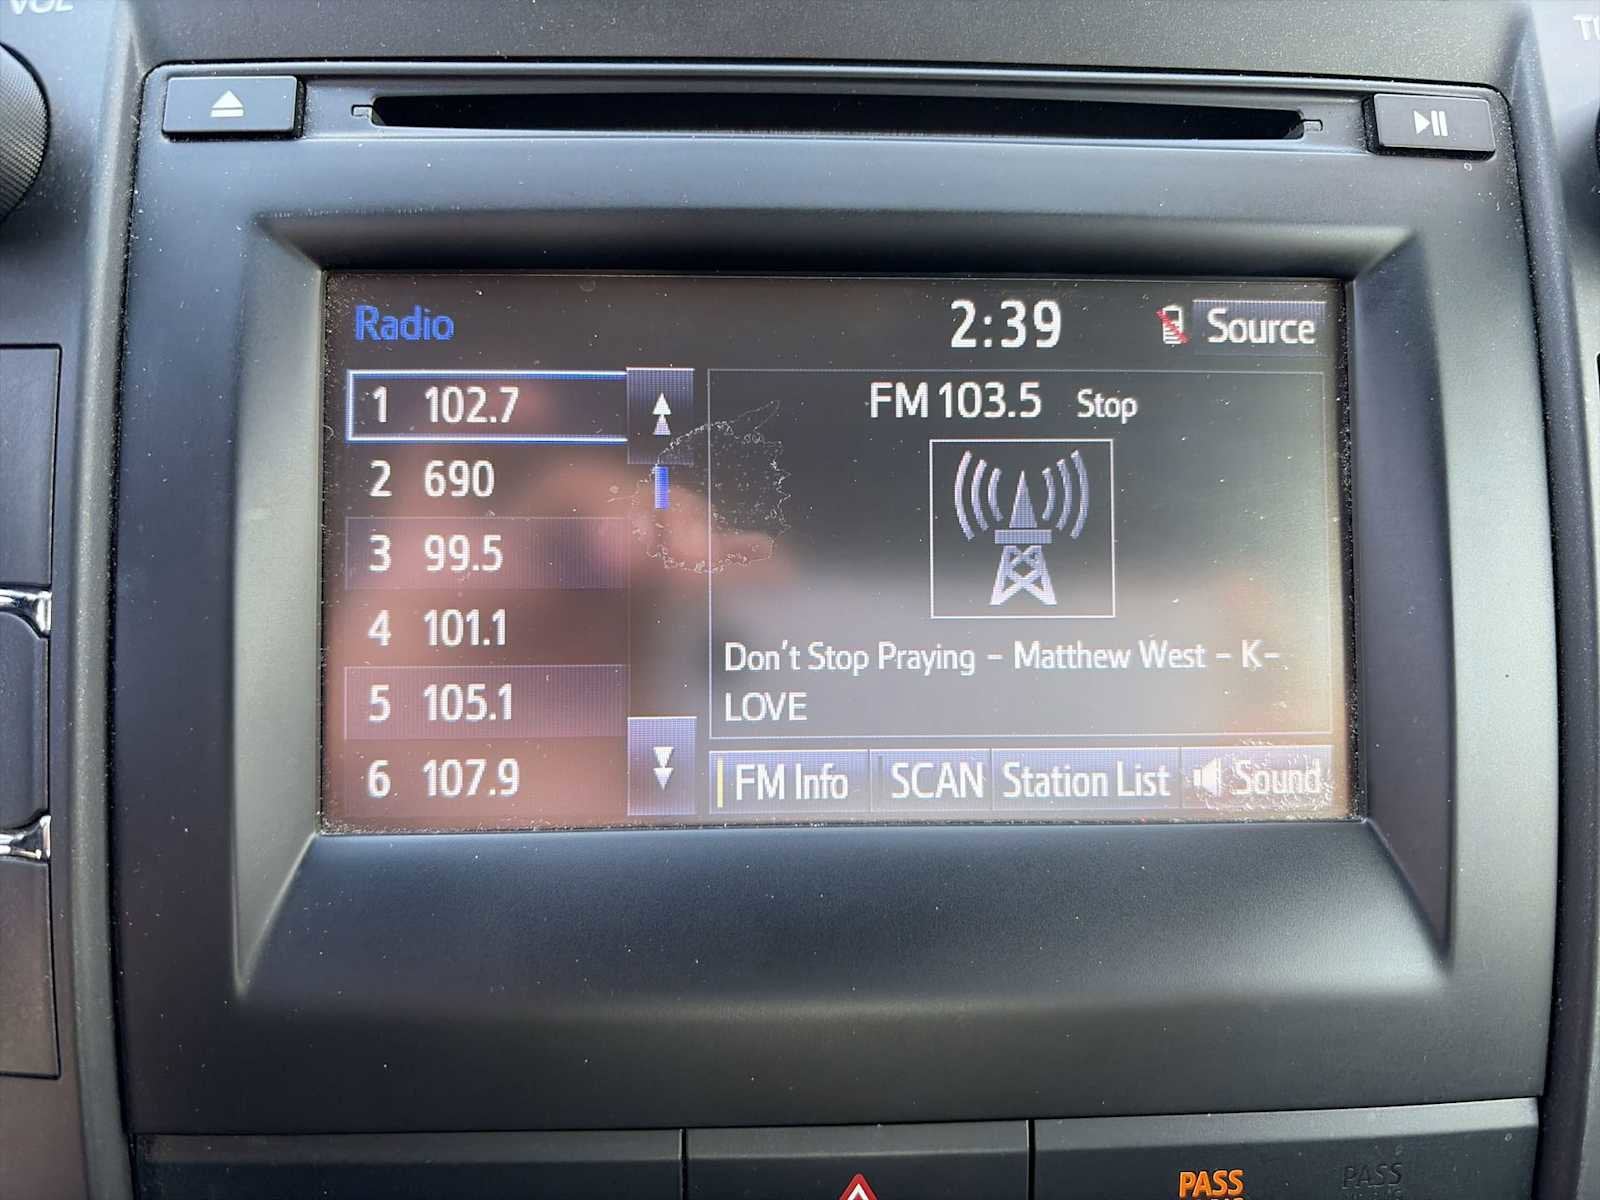 VOL
Radio 2:39 Source
1 102.7
2 690
3 99.5
4 101.1
5 105.1
6 107.9
FM 103.5 Stop
Don't Stop Praying - Matthew West - K-
LOVE
FM Info SCAN Station List Sound
PASS
PASS